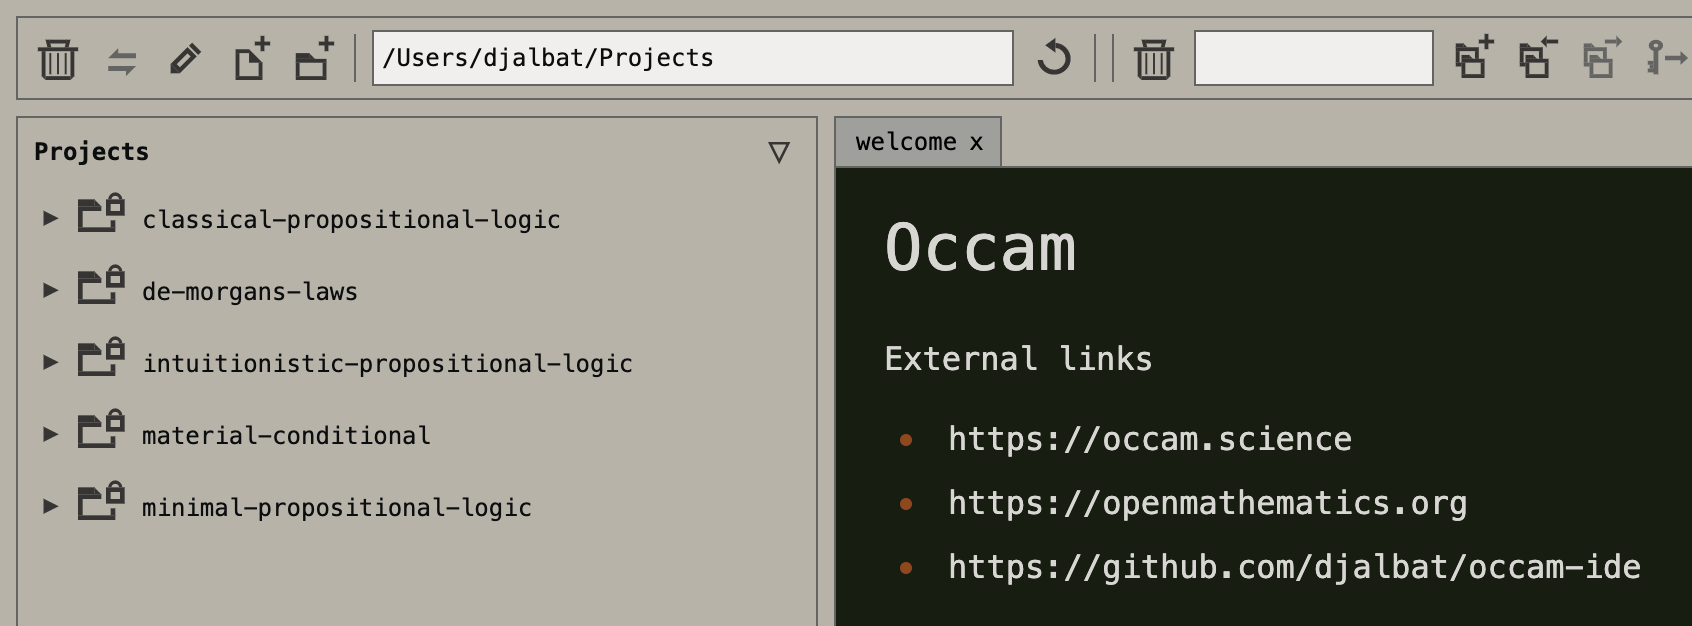 /Users/djalbat/Projects
Projects
classical-propositional-logic
de-morgans-laws
intuitionistic-propositional-logic
material-conditional
minimal-propositional-logic
welcome x
Occam
External links
https://occam.science
https://openmathematics.org
https://github.com/djalbat/occam-ide